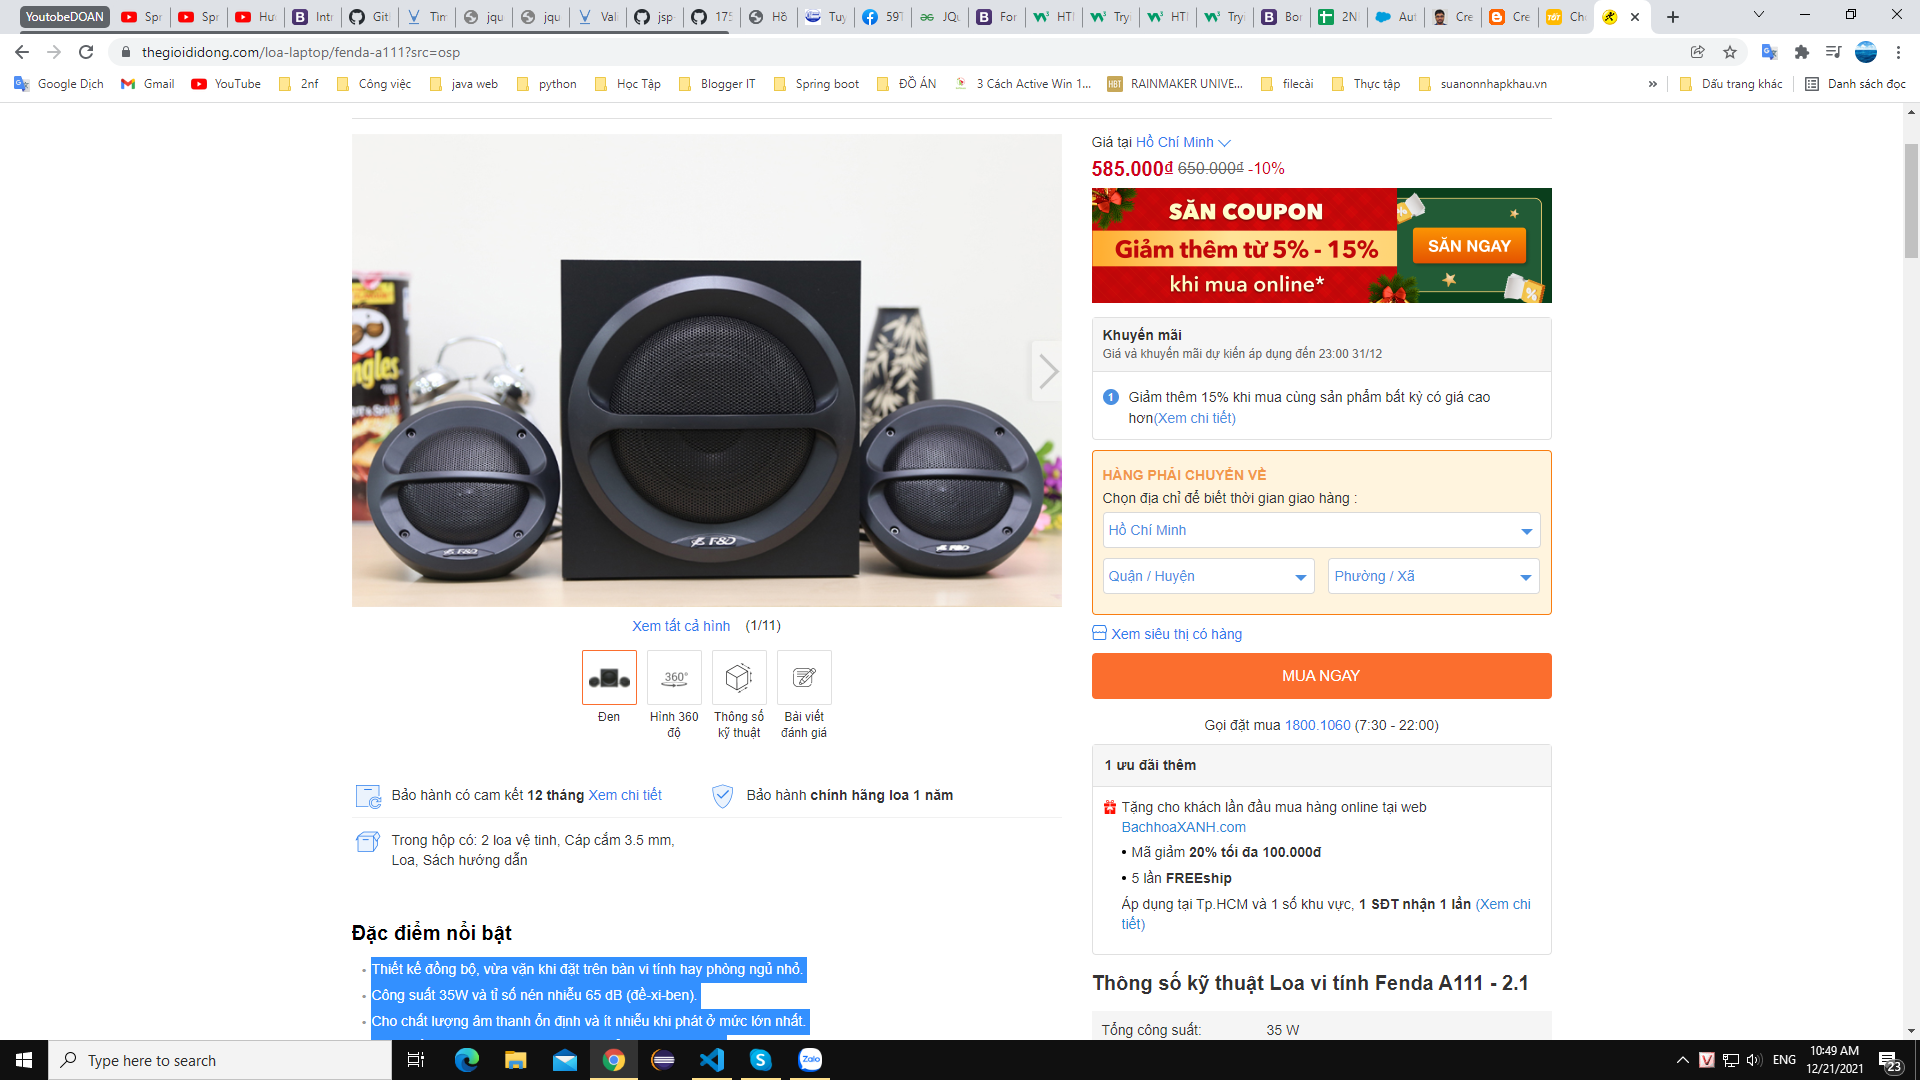 YoutobeDOAN
Spr
Spr
Hư
Intr
Git
Tim
jqu
jqu
Vali
jsp-
175
Hồ
Tuy
59T
JQu
For
HTI
Tryi
HTI
Tryi
Bor
2N
Aut
Cre
Cre
Ch
thegioididong.com/loa-laptop/fenda-a111?src=osp
Google Dịch
Gmail
YouTube
2nf
Công việc
java web
python
Học Tập
Blogger IT
Spring boot
ĐỒ ÁN
3 Cách Active Win 1...
HBT
RAINMAKER UNIVE...
filecài
Thực tập
suanonnhapkhau.vn
»
Dấu trang khác
Danh sách đọc
Giá tại Hồ Chí Minh
585.000₫ 650.000₫ -10%
SĂN COUPON
Giảm thêm từ 5% - 15%
khi mua online*
SĂN NGAY
F&D
F&D
F&D
Khuyến mãi
Giá và khuyến mãi dự kiến áp dụng đến 23:00 31/12
1 Giảm thêm 15% khi mua cùng sản phẩm bất kỳ có giá cao
hơn(Xem chi tiết)
HÀNG PHẢI CHUYỂN VỀ
Chọn địa chỉ để biết thời gian giao hàng :
Hồ Chí Minh
Quận / Huyện
Phường / Xã
Xem siêu thị có hàng
MUA NGAY
Gọi đặt mua 1800.1060 (7:30 - 22:00)
1 ưu đãi thêm
Tặng cho khách lần đầu mua hàng online tại web
BachhoaXANH.com
• Mã giảm 20% tối đa 100.000đ
• 5 lần FREEship
Áp dụng tại Tp.HCM và 1 số khu vực, 1 SĐT nhận 1 lần (Xem chi
tiết)
Thông số kỹ thuật Loa vi tính Fenda A111 - 2.1
Tổng công suất: 35 W
Xem tất cả hình (1/11)
360°
Đen
Hình 360
độ
Thông số
kỹ thuật
Bài viết
đánh giá
Bảo hành có cam kết 12 tháng Xem chi tiết
Bảo hành chính hãng loa 1 năm
Trong hộp có: 2 loa vệ tinh, Cáp cắm 3.5 mm,
Loa, Sách hướng dẫn
Đặc điểm nổi bật
• Thiết kế đồng bộ, vừa vặn khi đặt trên bàn vi tính hay phòng ngủ nhỏ.
• Công suất 35W và tỉ số nén nhiễu 65 dB (đề-xi-ben).
• Cho chất lượng âm thanh ổn định và ít nhiễu khi phát ở mức lớn nhất.
Type here to search
Zalo
ENG
10:49 AM
12/21/2021
23